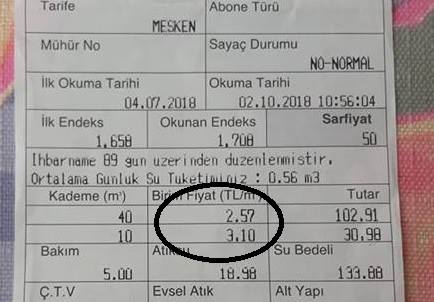 Tarife Abone Türü
MESKEN
Mühür No Sayaç Durumu
NO-NORMAL
İlk Okuma Tarihi Okuma Tarihi
04.07.2018 02.10.2018 10:56:04
İlk Endeks Okunan Endeks Sarfiyat
1,658 1,708 50
Ihbarname 89 gun uzerinden duzenlenmistir.
Ortalama Gunluk Su Tuketiminiz : 0.56 m3
Kademe (m³) Birim Fiyat (TL/m³) Tutar
40 2.57 102.91
10 3.10 30.98
Bakım Atıksu Su Bedeli
5.00 18.98 133.88
Ç.T.V Evsel Atık Alt Yapı